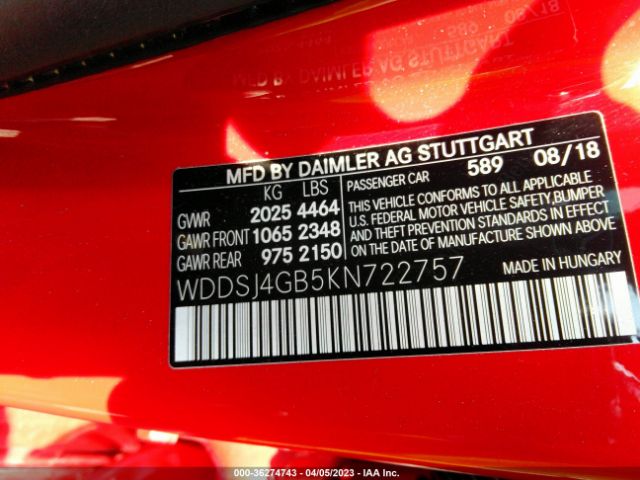 MFD BY DAIMLER AG STUTTGART
KG LBS PASSENGER CAR 589 08/18
GVWR 2025 4464
GAWR FRONT 1065 2348
GAWR REAR 975 2150
THIS VEHICLE CONFORMS TO ALL APPLICABLE
U.S. FEDERAL MOTOR VEHICLE SAFETY, BUMPER
AND THEFT PREVENTION STANDARDS IN EFFECT
ON THE DATE OF MANUFACTURE SHOWN ABOVE
WDDSJ4GB5KN722757 MADE IN HUNGARY
000-36274743 - 04/05/2023 - IAA Inc.